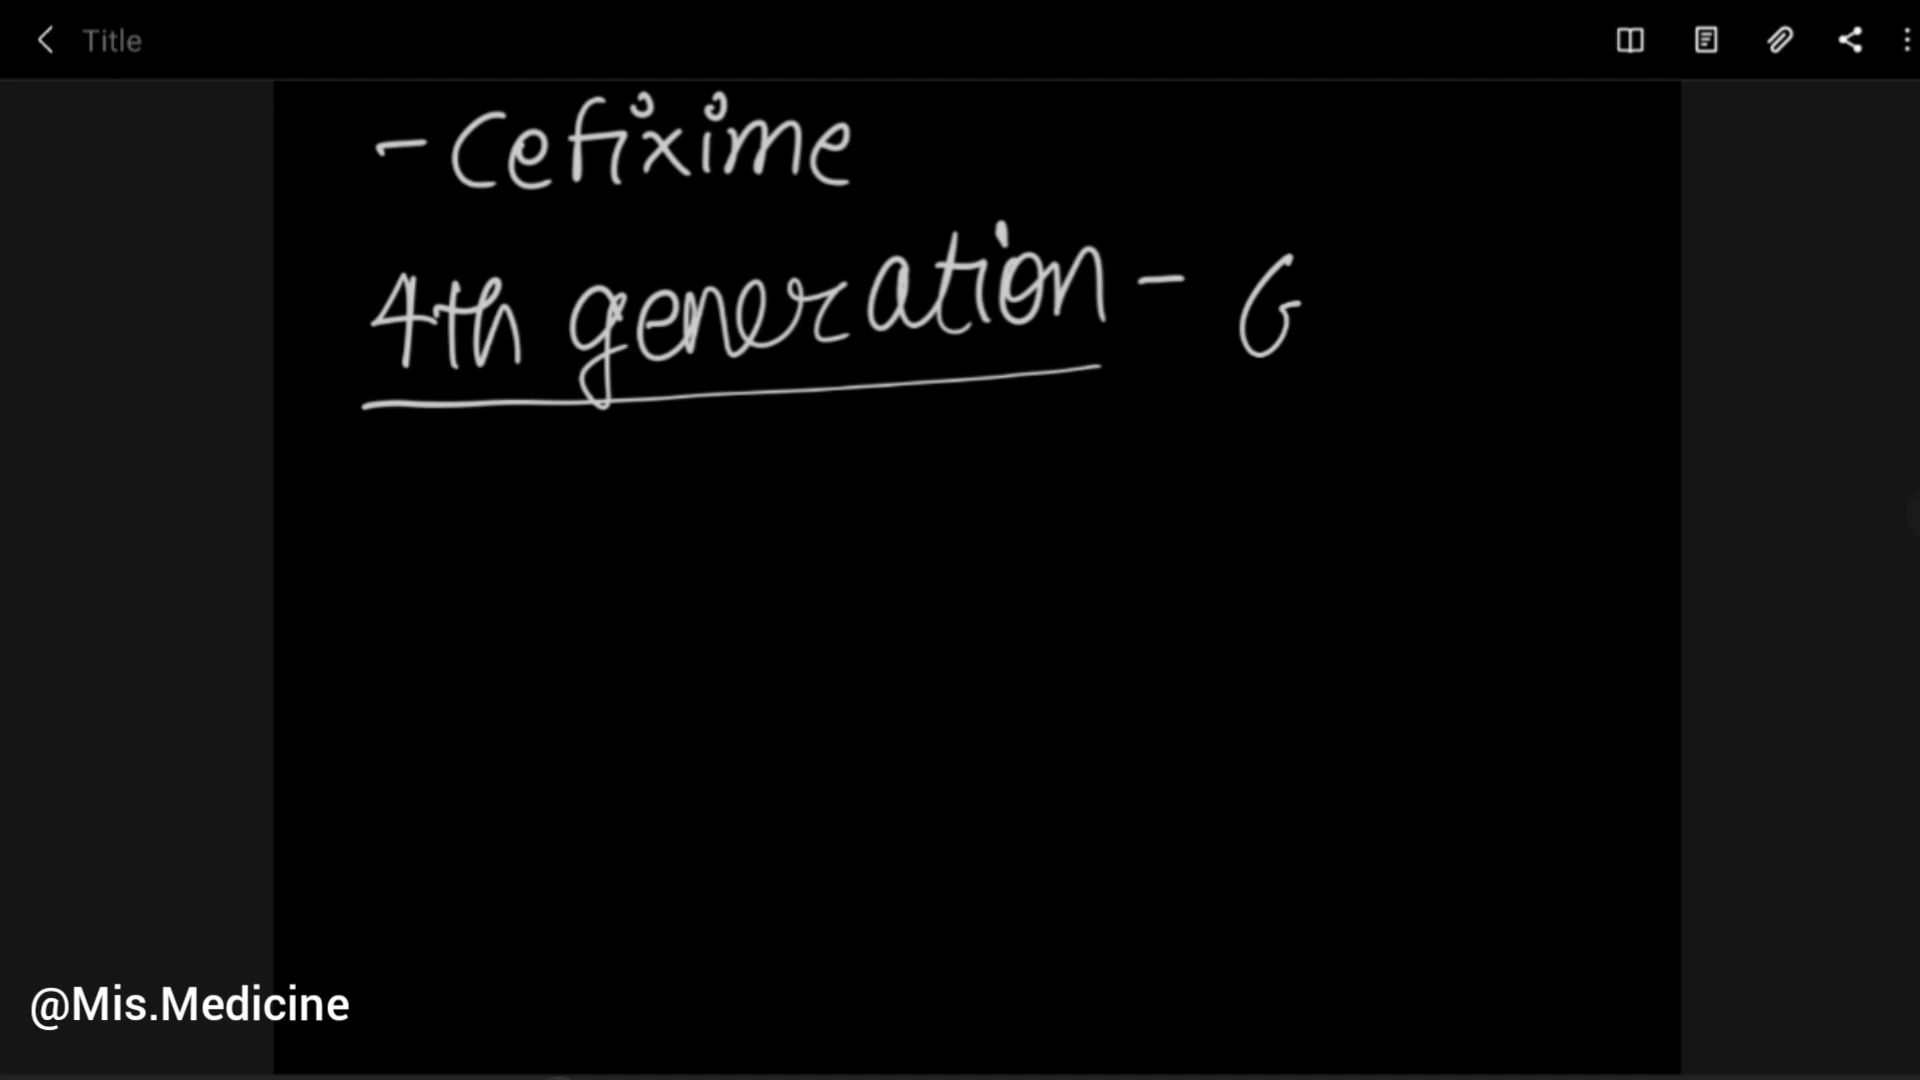 Title
- Cefixime
4th generation - G
@Mis.Medicine